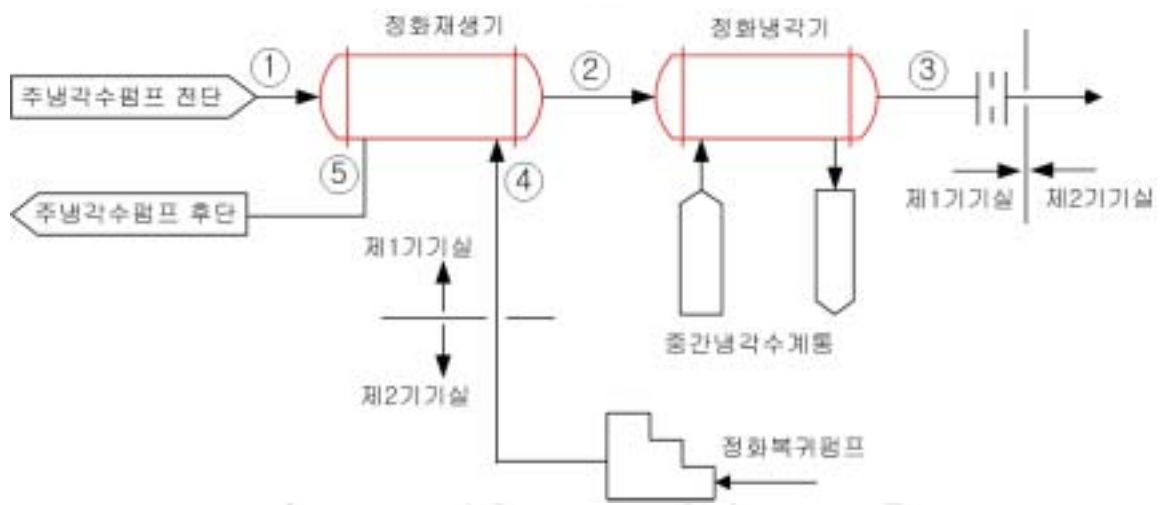 정화재생기
정화냉각기
①
②
③
주냉각수펌프 전단
⑤
④
주냉각수펌프 후단
제1기기실
제2기기실
제1기기실
중간냉각수계통
제2기기실
정화복귀펌프